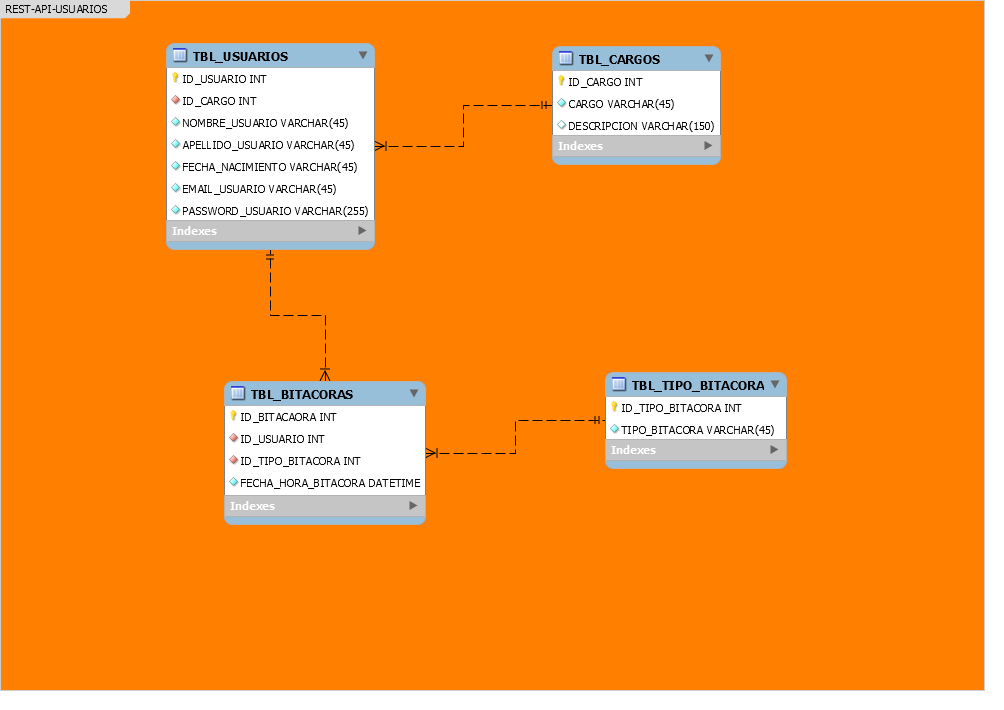 REST-API-USUARIOS
TBL_USUARIOS
ID_USUARIO INT
ID_CARGO INT
NOMBRE_USUARIO VARCHAR(45)
APELLIDO_USUARIO VARCHAR(45)
FECHA_NACIMIENTO VARCHAR(45)
EMAIL_USUARIO VARCHAR(45)
PASSWORD_USUARIO VARCHAR(255)
Indexes
TBL_CARGOS
ID_CARGO INT
CARGO VARCHAR(45)
DESCRIPCION VARCHAR(150)
Indexes
TBL_BITACORAS
ID_BITACAORA INT
ID_USUARIO INT
ID_TIPO_BITACORA INT
FECHA_HORA_BITACORA DATETIME
Indexes
TBL_TIPO_BITACORA
ID_TIPO_BITACORA INT
TIPO_BITACORA VARCHAR(45)
Indexes